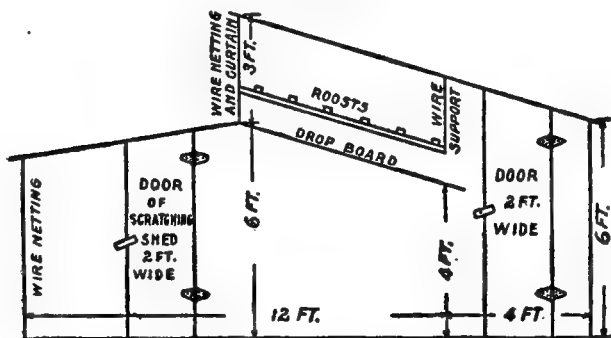 WIRE NETTING
AND CURTAIN
3 FT.
ROOSTS
WIRE
SUPPORT
DROP BOARD
DOOR
2 FT.
WIDE
6 FT.
WIRE NETTING
DOOR
OF
SCRATCHING
SHED
2 FT.
WIDE
6 FT.
4 FT.
12 FT.
4 FT.